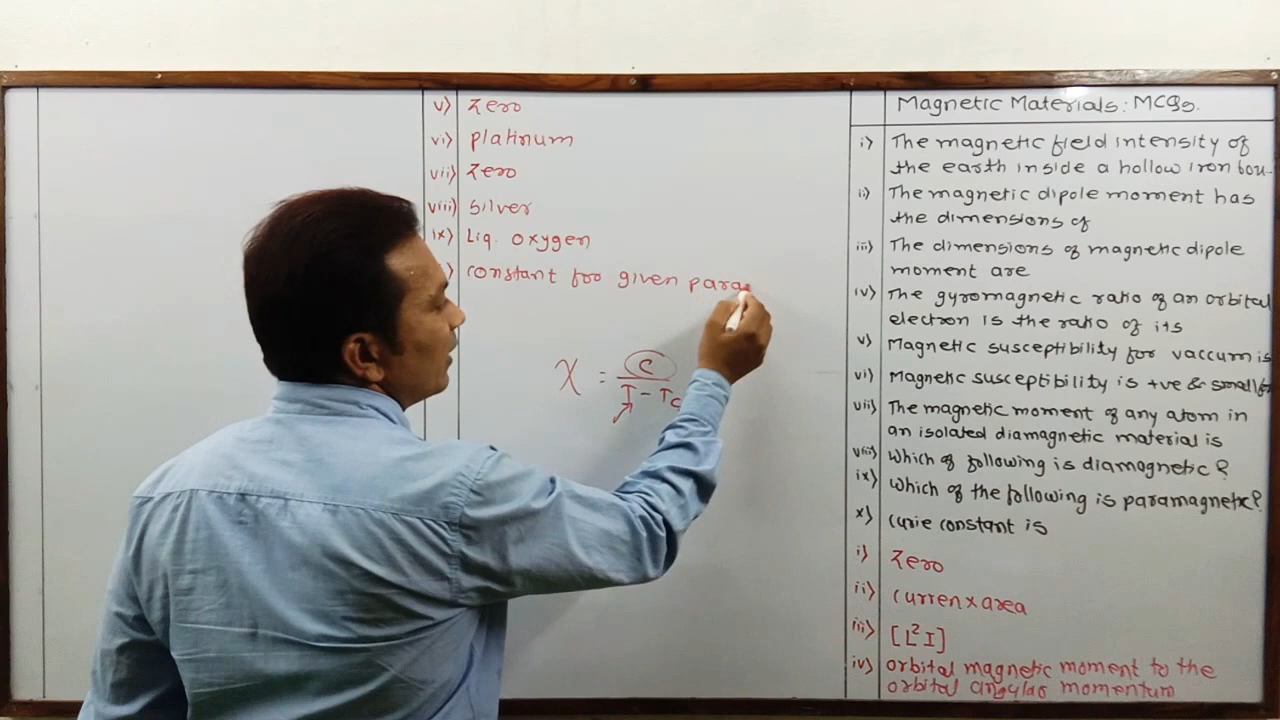 v) Zero
vi) platinum
vii) Zero
viii) Silver
ix) Liq. oxygen
) constant foo given para
χ = C
T - Tc
Magnetic Materials: MCQs.
i) The magnetic field intensity of
the earth inside a hollow iron bou-
ii) The magnetic dipole moment has
the dimensions of
iii) The dimensions of magnetic dipole
moment are
iv) The gyromagnetic ratio of an orbital
electron is the ratio of its
v) Magnetic susceptibility for vaccum is
vi) Magnetic susceptibility is +ve & small
vii) The magnetic moment of any atom in
an isolated diamagnetic material is
viii) Which of following is diamagnetic?
ix) Which of the following is paramagnetic?
x) Curie constant is
i) Zero
ii) Curren x area
iii) [L²I]
iv) orbital magnetic moment to the
orbital angulao momentum